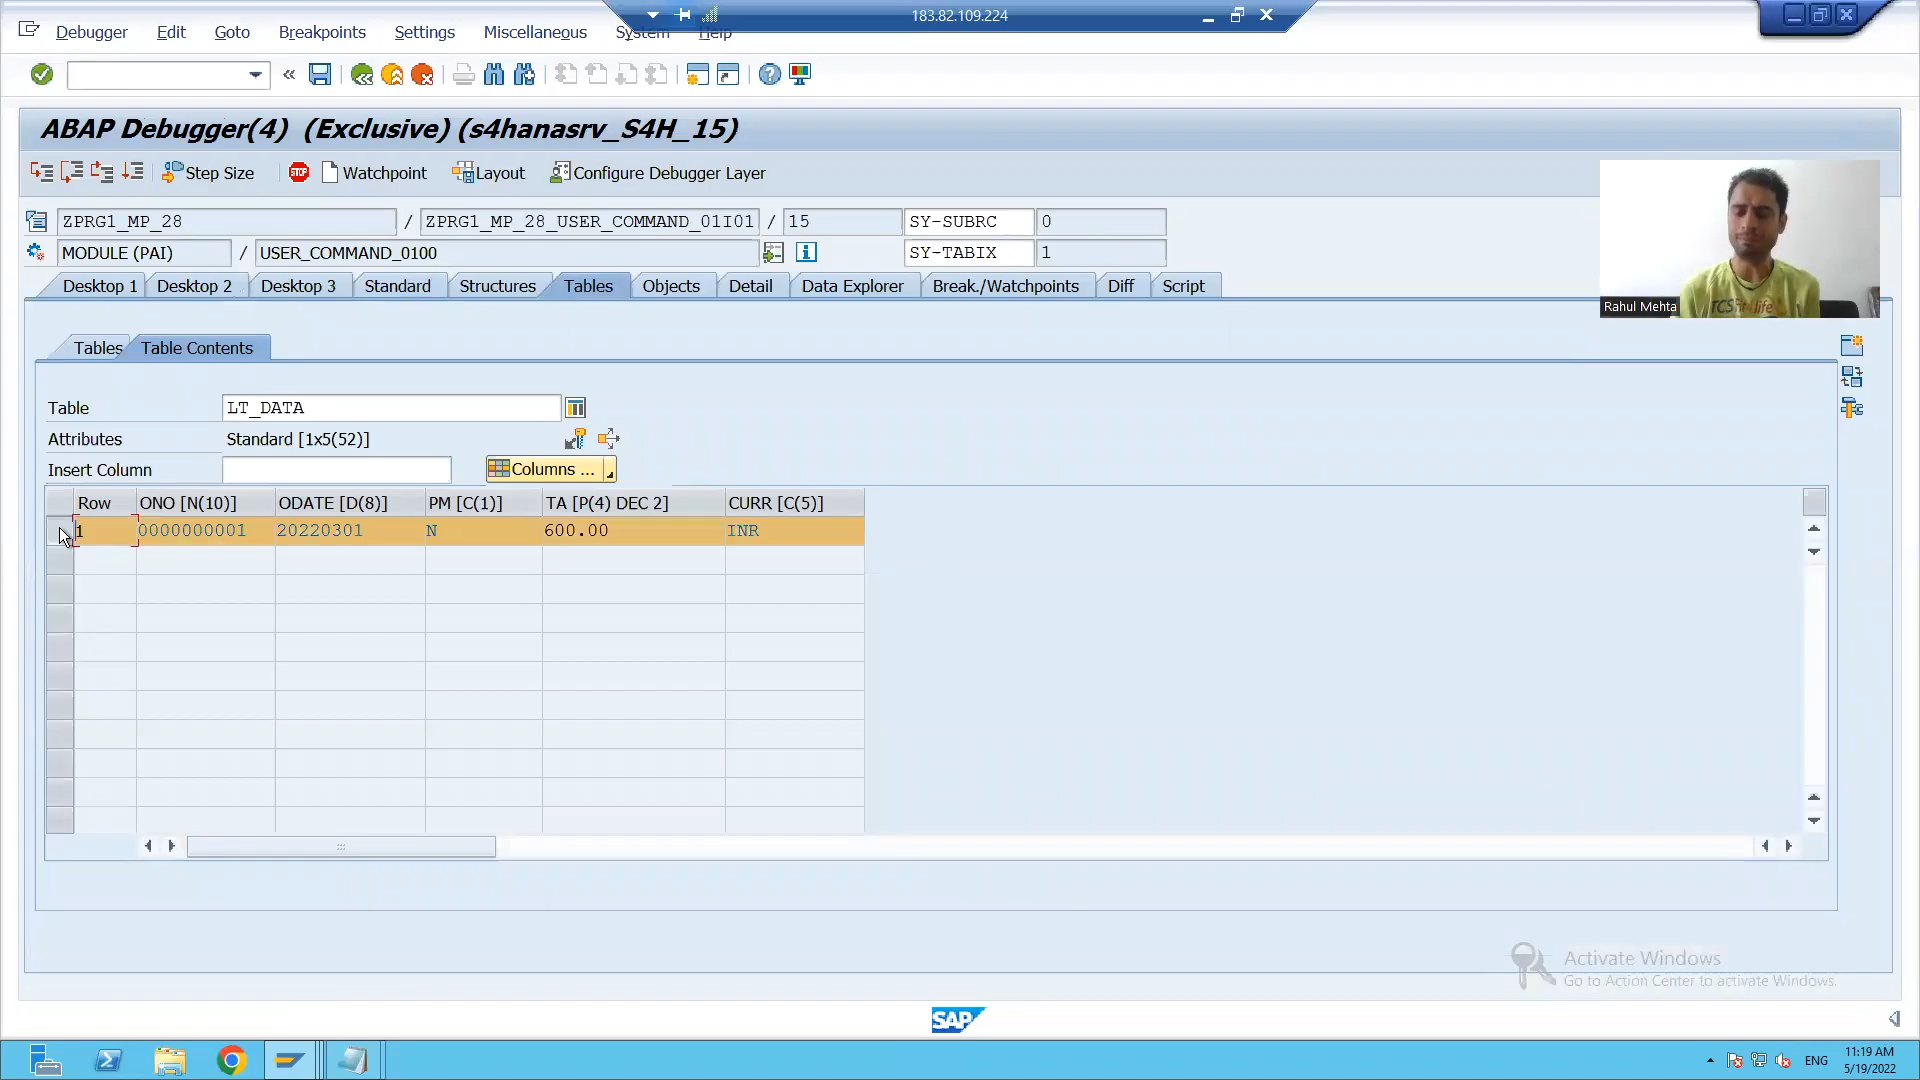 183.82.109.224
Debugger Edit Goto Breakpoints Settings Miscellaneous System Help
ABAP Debugger(4) (Exclusive) (s4hanasrv_S4H_15)
Step Size STOP Watchpoint Layout Configure Debugger Layer
ZPRG1_MP_28 / ZPRG1_MP_28_USER_COMMAND_01I01 / 15 SY-SUBRC 0
MODULE (PAI) / USER_COMMAND_0100 SY-TABIX 1
Desktop 1 Desktop 2 Desktop 3 Standard Structures Tables Objects Detail Data Explorer Break./Watchpoints Diff Script
TCS
Rahul Mehta
Tables Table Contents
Table LT_DATA
Attributes Standard [1x5(52)]
Insert Column Columns ...
Row ONO [N(10)] ODATE [D(8)] PM [C(1)] TA [P(4) DEC 2] CURR [C(5)]
1 0000000001 20220301 N 600.00 INR
Activate Windows
Go to Action Center to activate Windows.
SAP
ENG
11:19 AM
5/19/2022